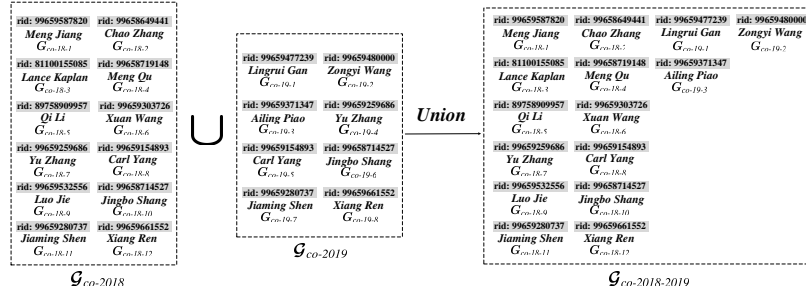 rid: 99659587820 rid: 99658649441
Meng Jiang Chao Zhang
G co-18-1 G co-18-2
rid: 81100155085 rid: 99658719148
Lance Kaplan Meng Qu
G co-18-3 G co-18-4
rid: 89758909957 rid: 99659303726
Qi Li Xuan Wang
G co-18-5 G co-18-6
rid: 99659259686 rid: 99659154893
Yu Zhang Carl Yang
G co-18-7 G co-18-8
rid: 99659532556 rid: 99658714527
Luo Jie Jingbo Shang
G co-18-9 G co-18-10
rid: 99659280737 rid: 99659661552
Jiaming Shen Xiang Ren
G co-18-11 G co-18-12
G co-2018
∪
rid: 99659477239 rid: 99659480000
Lingrui Gan Zongyi Wang
G co-19-1 G co-19-2
rid: 99659371347 rid: 99659259686
Ailing Piao Yu Zhang
G co-19-3 G co-19-4
rid: 99659154893 rid: 99658714527
Carl Yang Jingbo Shang
G co-19-5 G co-19-6
rid: 99659280737 rid: 99659661552
Jiaming Shen Xiang Ren
G co-19-7 G co-19-8
G co-2019
Union
rid: 99659587820 rid: 99658649441 rid: 99659477239 rid: 99659480000
Meng Jiang Chao Zhang Lingrui Gan Zongyi Wang
G co-18-1 G co-18-2 G co-19-1 G co-19-2
rid: 81100155085 rid: 99658719148 rid: 99659371347
Lance Kaplan Meng Qu Ailing Piao
G co-18-3 G co-18-4 G co-19-3
rid: 89758909957 rid: 99659303726
Qi Li Xuan Wang
G co-18-5 G co-18-6
rid: 99659259686 rid: 99659154893
Yu Zhang Carl Yang
G co-18-7 G co-18-8
rid: 99659532556 rid: 99658714527
Luo Jie Jingbo Shang
G co-18-9 G co-18-10
rid: 99659280737 rid: 99659661552
Jiaming Shen Xiang Ren
G co-18-11 G co-18-12
G co-2018-2019